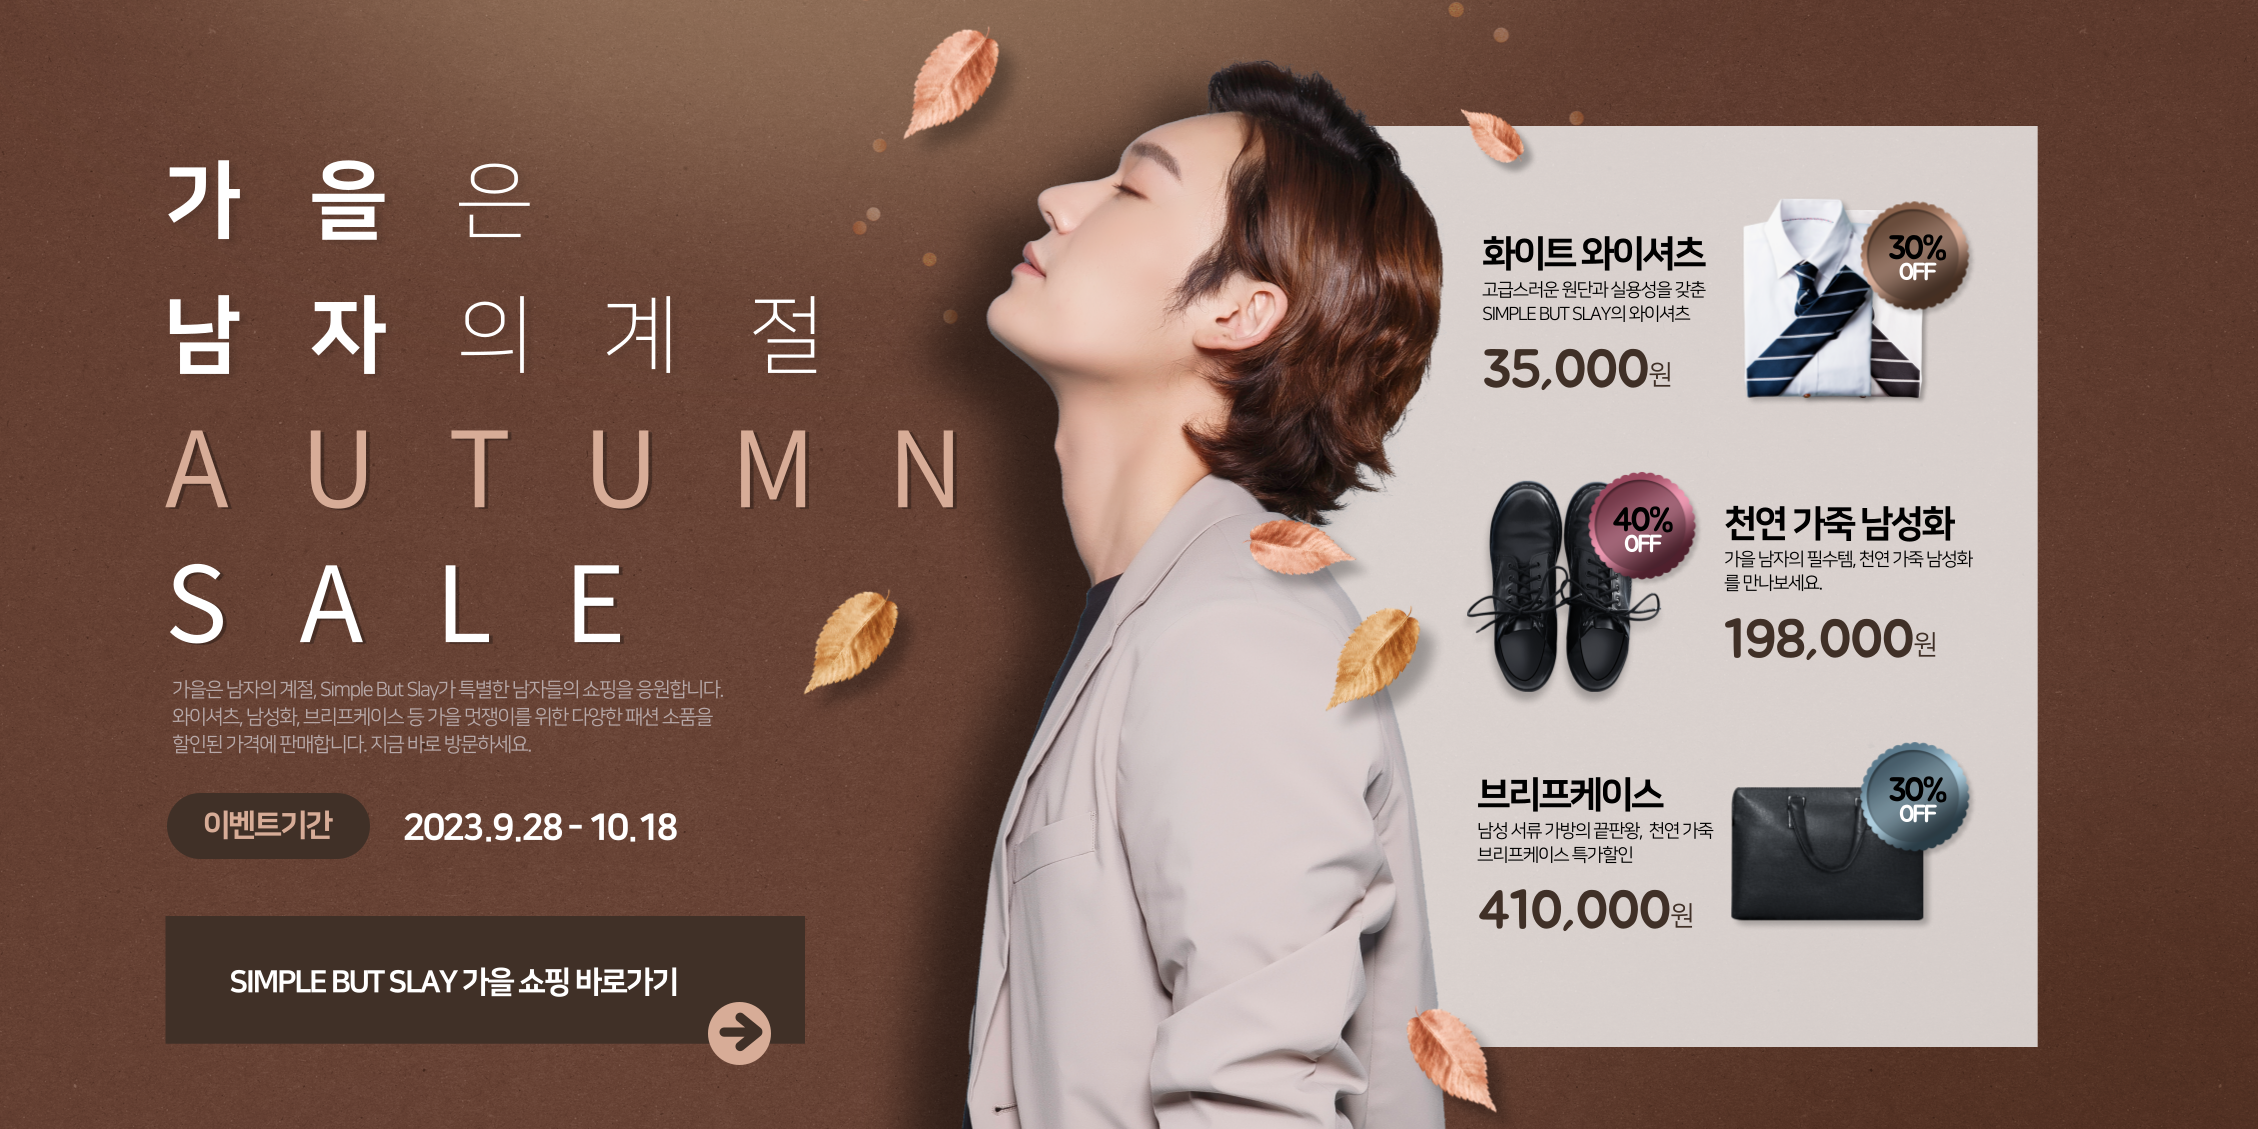 가을은
남자의계절
AUTUMN
SALE
가을은 남자의 계절, Simple But Slay가 특별한 남자들의 쇼핑을 응원합니다.
와이셔츠, 남성화, 브리프케이스 등 가을 멋쟁이를 위한 다양한 패션 소품을
할인된 가격에 판매합니다. 지금 바로 방문하세요.
이벤트기간
2023.9.28 - 10.18
SIMPLE BUT SLAY 가을 쇼핑 바로가기
화이트 와이셔츠
고급스러운 원단과 실용성을 갖춘
SIMPLE BUT SLAY의 와이셔츠
35,000원
30%
OFF
40%
OFF
천연 가죽 남성화
가을 남자의 필수템, 천연 가죽 남성화
를 만나보세요.
198,000원
브리프케이스
남성 서류 가방의 끝판왕, 천연 가죽
브리프케이스 특가할인
410,000원
30%
OFF